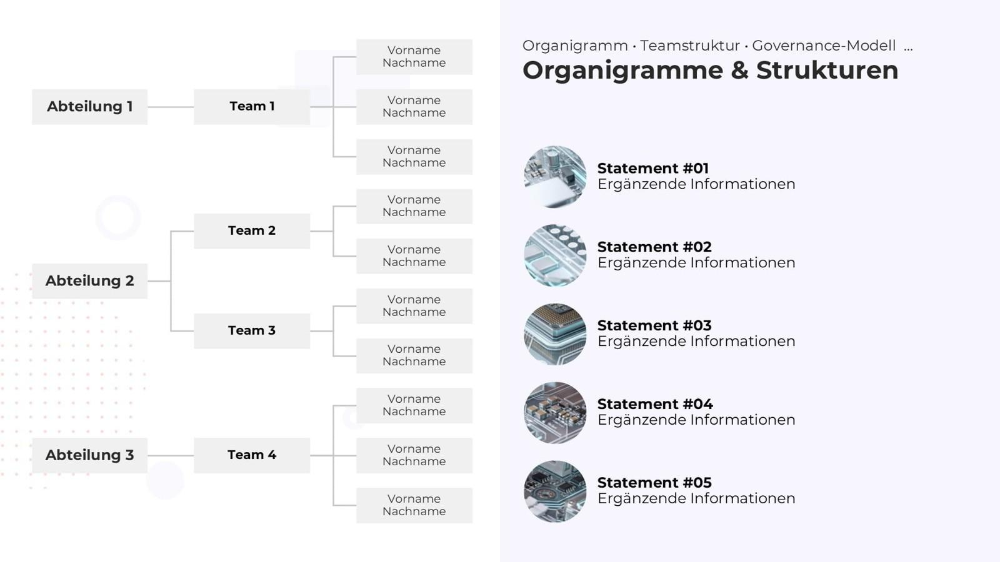 Abteilung 1
Team 1
Vorname
Nachname
Vorname
Nachname
Vorname
Nachname
Abteilung 2
Team 2
Vorname
Nachname
Vorname
Nachname
Team 3
Vorname
Nachname
Vorname
Nachname
Abteilung 3
Team 4
Vorname
Nachname
Vorname
Nachname
Vorname
Nachname
Organigramm • Teamstruktur • Governance-Modell ...
Organigramme & Strukturen
Statement #01
Ergänzende Informationen
Statement #02
Ergänzende Informationen
Statement #03
Ergänzende Informationen
Statement #04
Ergänzende Informationen
Statement #05
Ergänzende Informationen